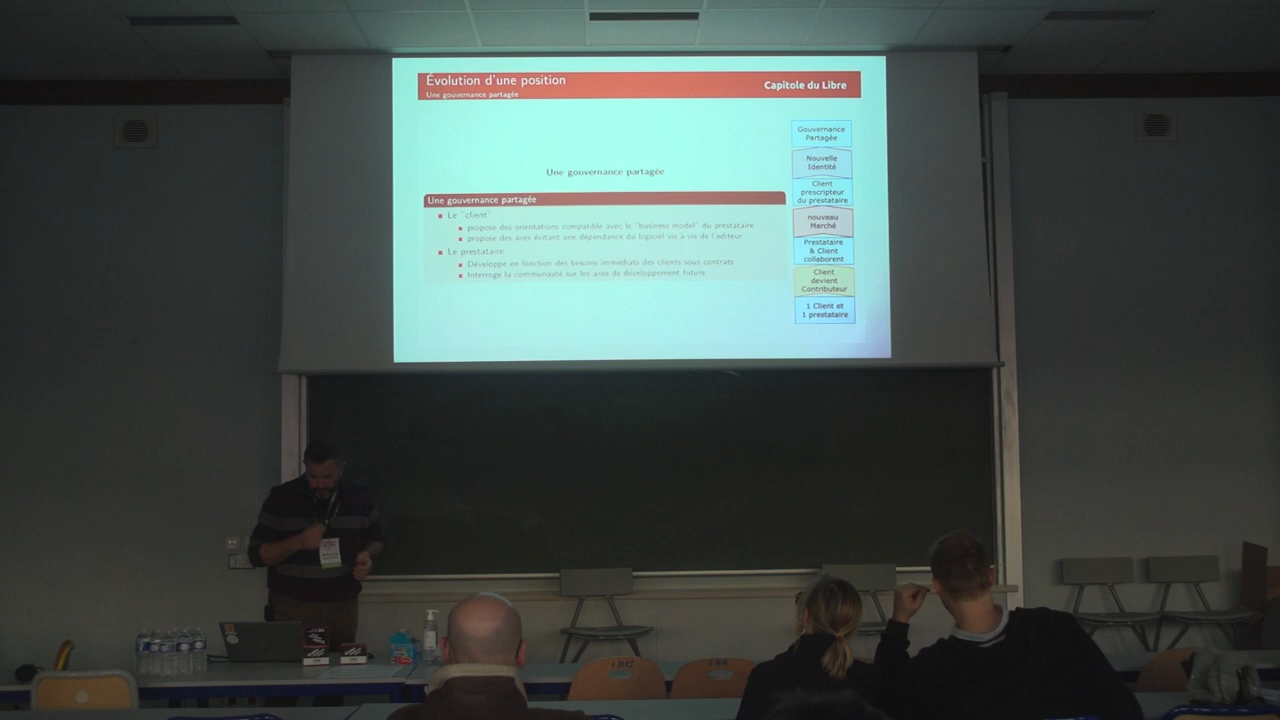 Évolution d'une position
Une gouvernance partagée
Capitole du Libre
Une gouvernance partagée
Une gouvernance partagée
Le "client"
propose des orientations compatible avec le "business model" du prestataire
propose des axes évitant une dépendance du logiciel vis à vis de l'editeur
Le prestataire
Développe en fonction des besoins immédiats des clients sous contrats
Interroge la communauté sur les axes de développement future
Gouvernance
Partagée
Nouvelle
Identité
Client
prescripteur
du prestataire
nouveau
Marché
Prestataire
& Client
collaborent
Client
devient
Contributeur
1 Client et
1 prestataire